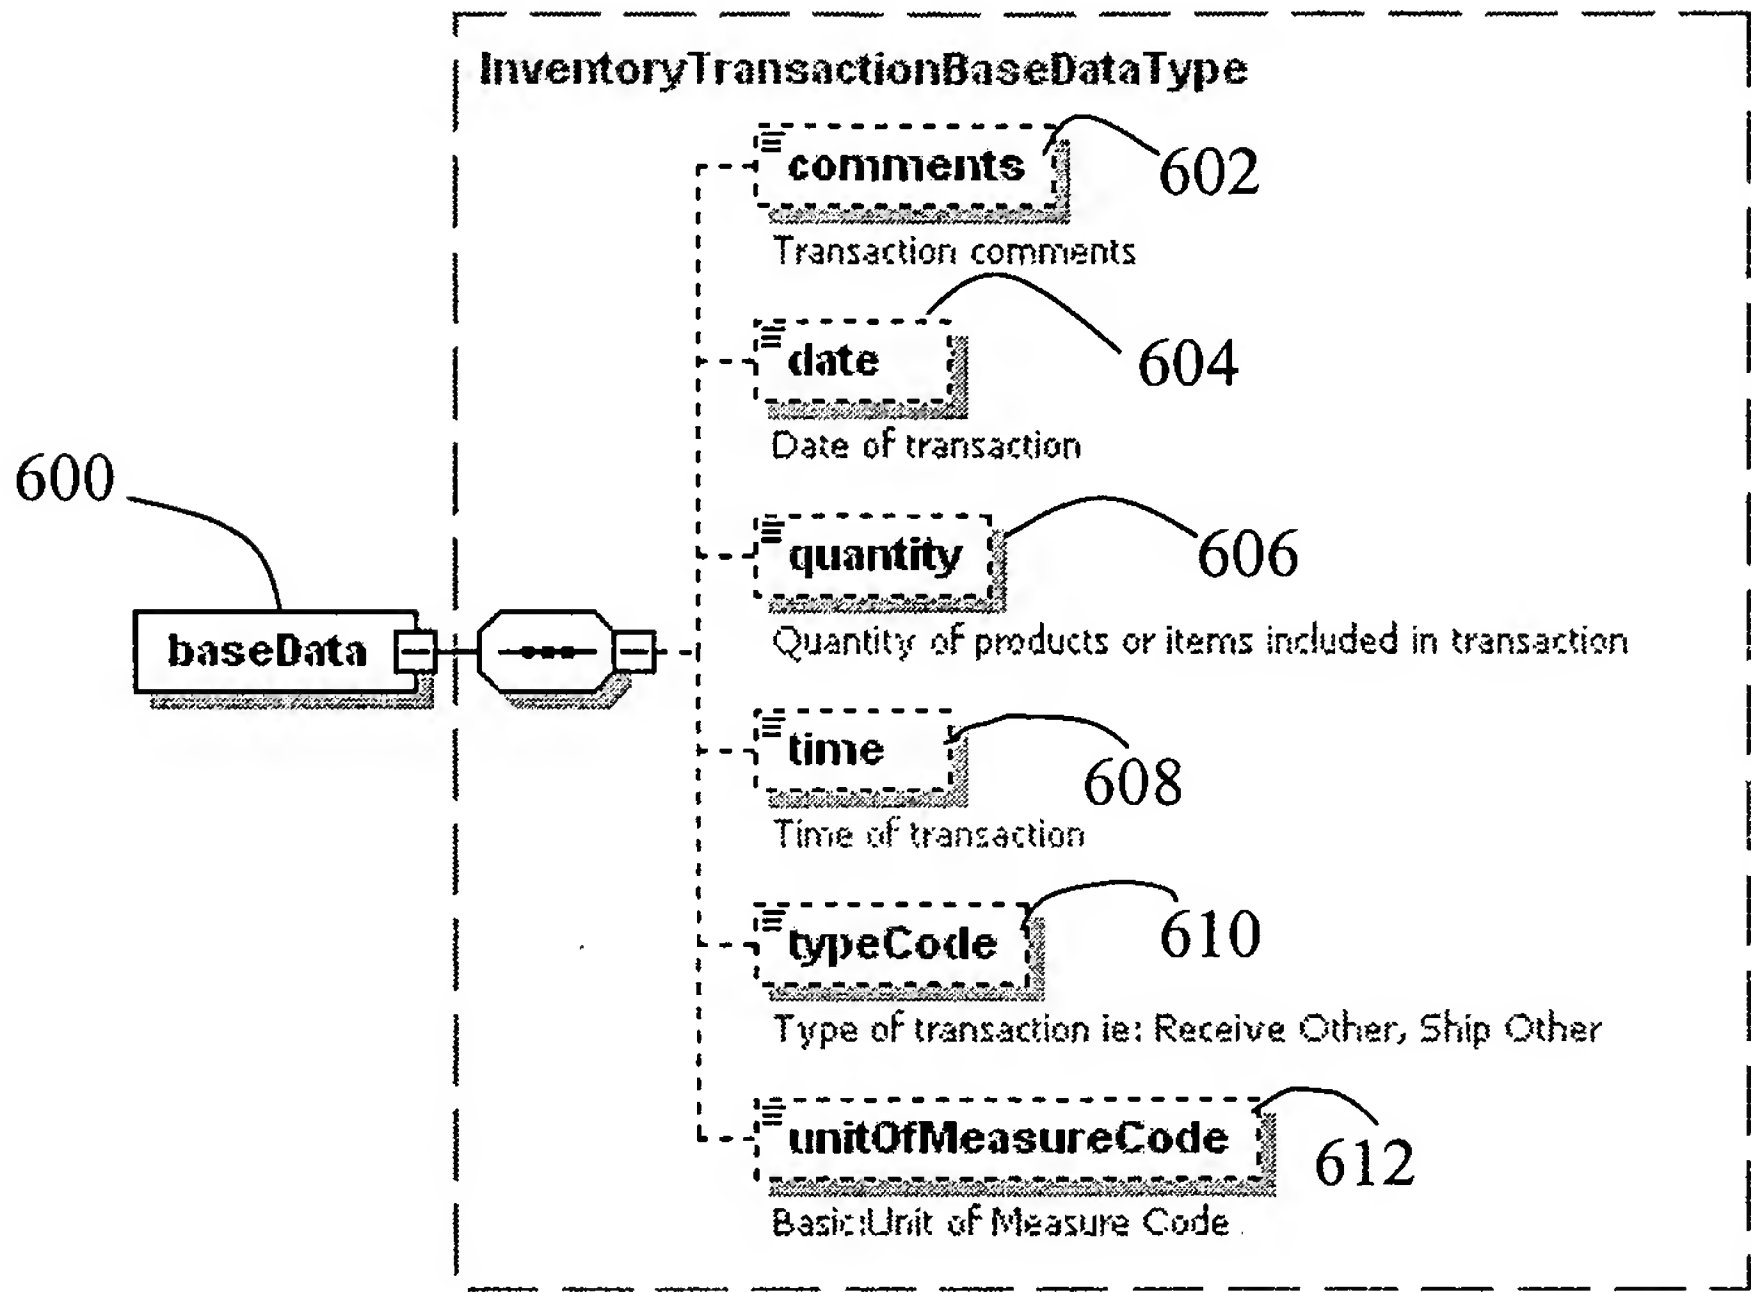 InventoryTransactionBaseDataType
comments
602
Transaction comments
date
604
Date of transaction
600
quantity
606
Quantity of products or items included in transaction
baseData
time
608
Time of transaction
typeCode
610
Type of transaction ie: Receive Other, Ship Other
unitOfMeasureCode
612
Basic:Unit of Measure Code